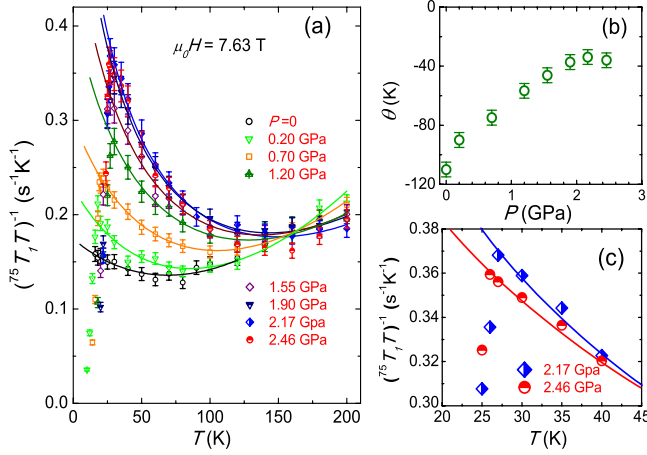 (a)
μ₀H = 7.63 T
P=0
0.20 GPa
0.70 GPa
1.20 GPa
1.55 GPa
1.90 GPa
2.17 Gpa
2.46 GPa
0.4
0.3
0.2
0.1
0.0
0 50 100 150 200
T(K)
(⁷⁵T₁T)⁻¹ (s⁻¹K⁻¹)
(b)
0
-40
-80
-120
0 1 2 3
θ(K)
P(GPa)
(c)
0.38
0.36
0.34
0.32
0.30
20 25 30 35 40 45
(⁷⁵T₁T)⁻¹ (s⁻¹K⁻¹)
T(K)
2.17 Gpa
2.46 GPa